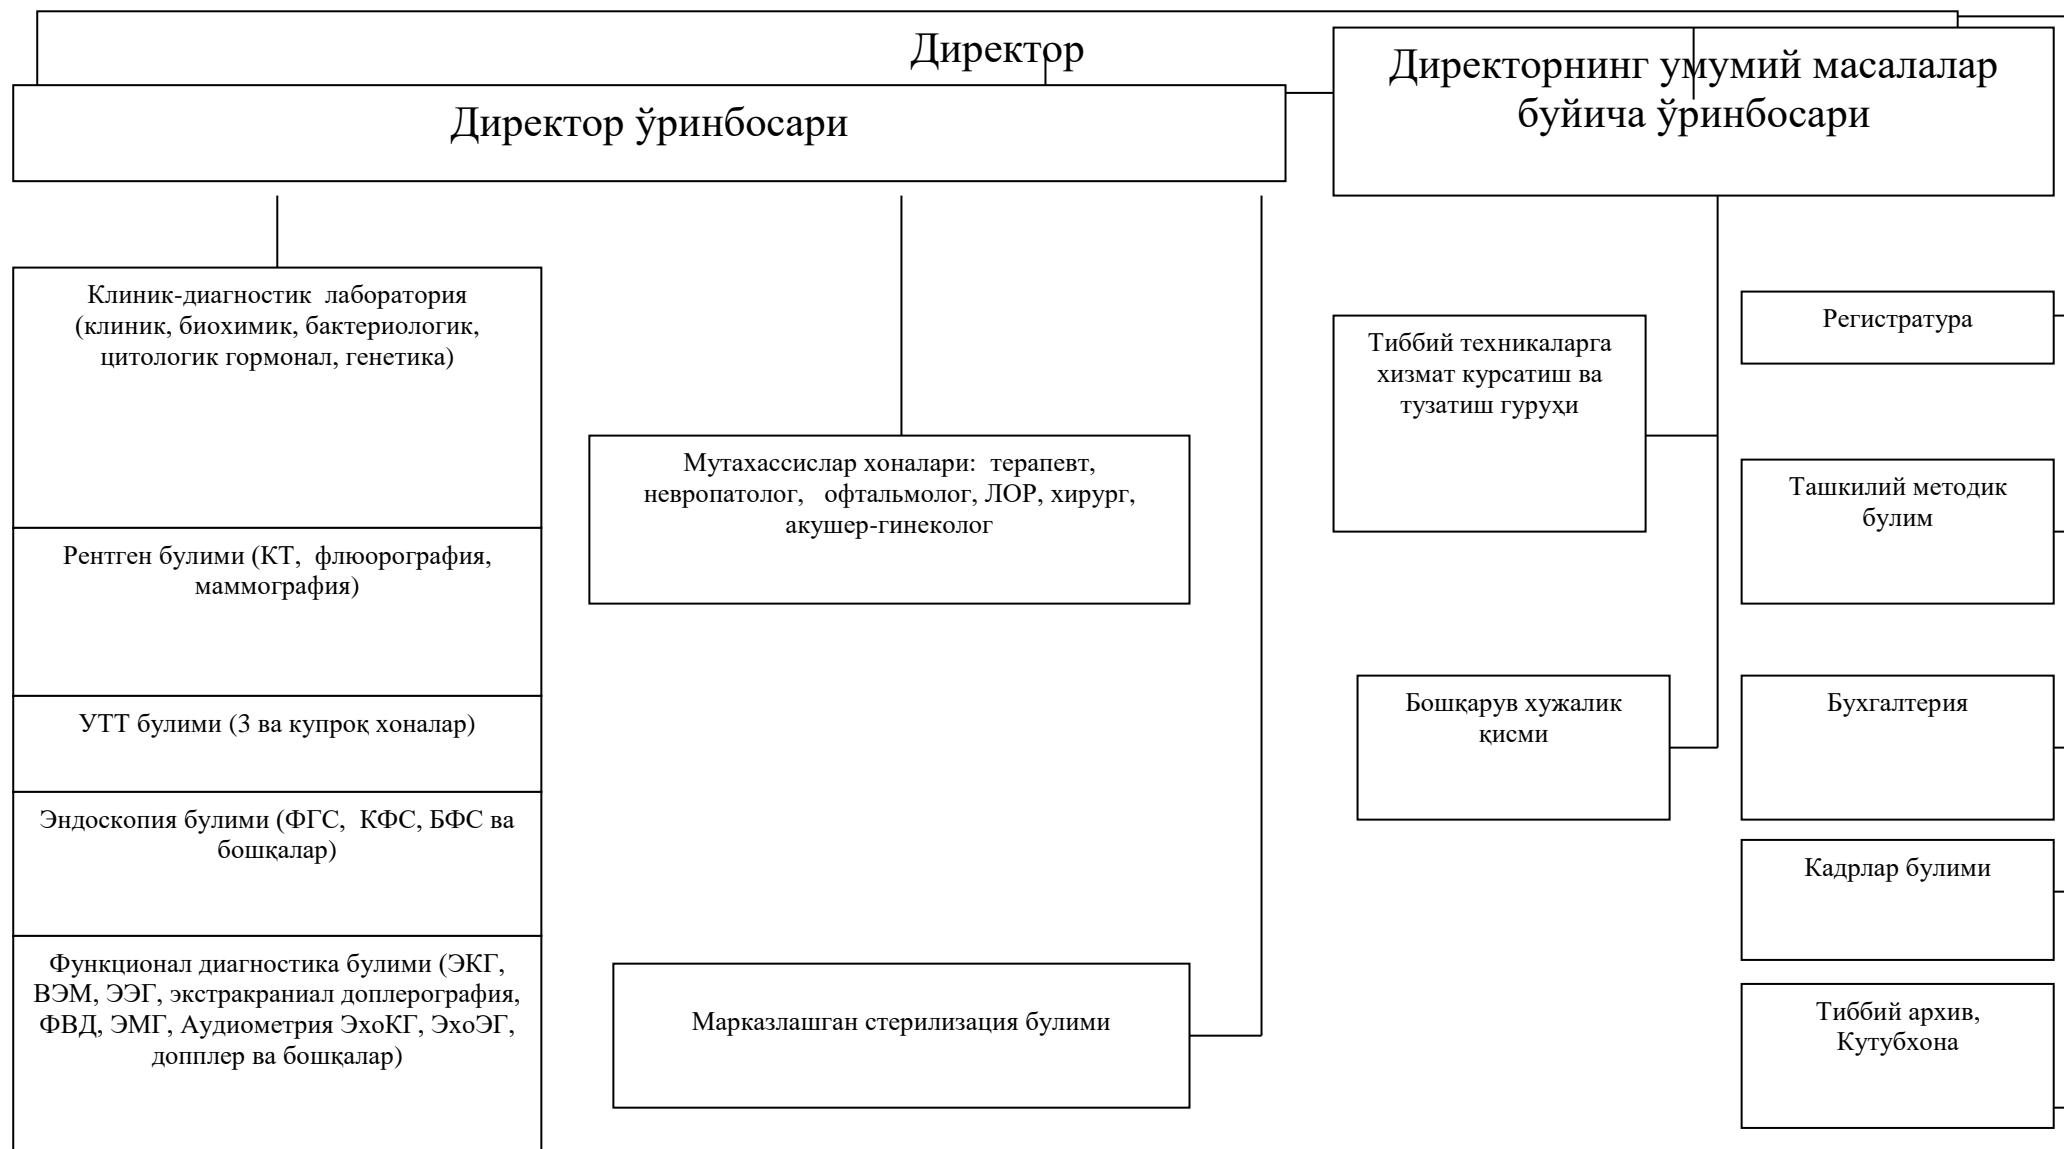 Директор
Директорнинг умумий масалалар
буйича ўринбосари
Директор ўринбосари
Клиник-диагностик лаборатория
(клиник, биохимик, бактериологик,
цитологик гормонал, генетика)
Рентген булими (КТ, флюорография,
маммография)
УТТ булими (3 ва купроқ хоналар)
Эндоскопия булими (ФГС, КФС, БФС ва
бошқалар)
Функционал диагностика булими (ЭКГ,
ВЭМ, ЭЭГ, экстракраниал доплерография,
ФВД, ЭМГ, Аудиометрия ЭхоКГ, ЭхоЭГ,
допплер ва бошқалар)
Мутахассислар хоналари: терапевт,
невропатолог, офтальмолог, ЛОР, хирург,
акушер-гинеколог
Марказлашган стерилизация булими
Тиббий техникаларга
хизмат курсатиш ва
тузатиш гуруҳи
Бошқарув хужалик
қисми
Регистратура
Ташкилий методик
булим
Бухгалтерия
Кадрлар булими
Тиббий архив,
Кутубхона